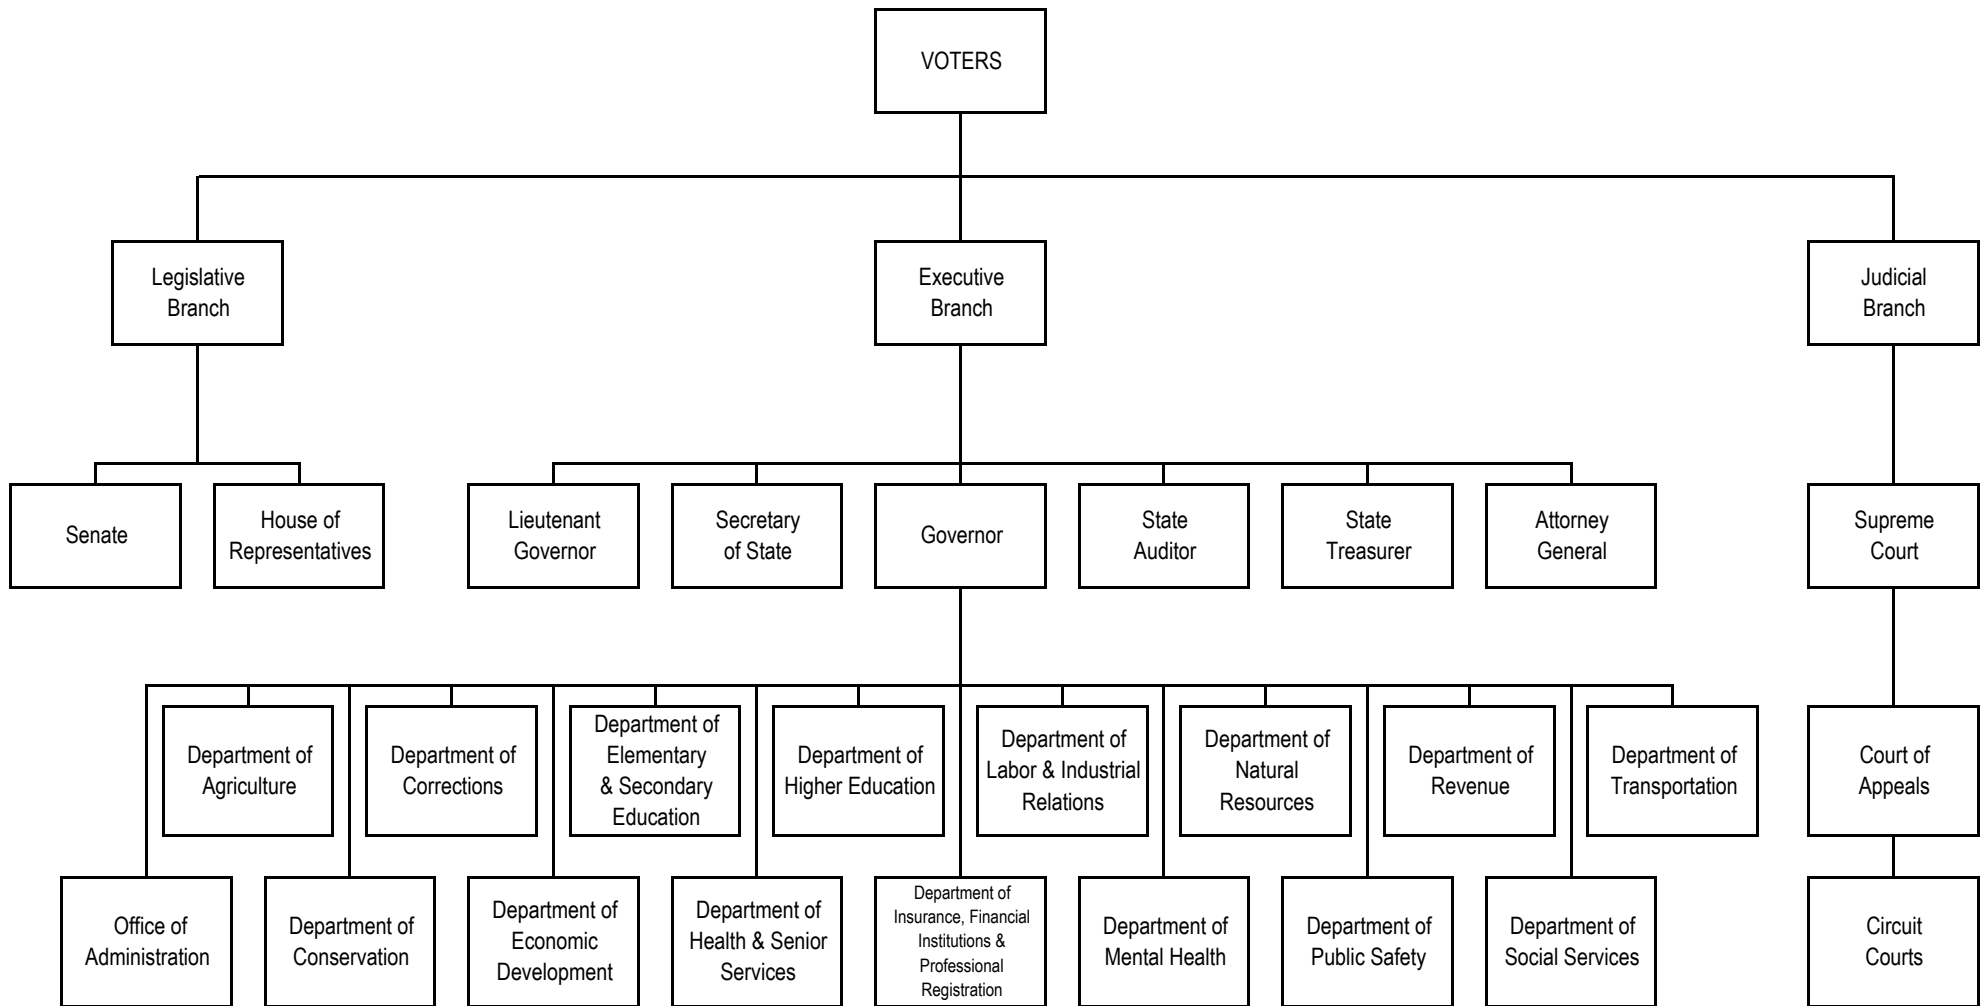 VOTERS
Legislative
Branch
Executive
Branch
Judicial
Branch
Senate
House of
Representatives
Lieutenant
Governor
Secretary
of State
Governor
State
Auditor
State
Treasurer
Attorney
General
Supreme
Court
Department of
Agriculture
Department of
Corrections
Department of
Elementary
& Secondary
Education
Department of
Higher Education
Department of
Labor & Industrial
Relations
Department of
Natural
Resources
Department of
Revenue
Department of
Transportation
Court of
Appeals
Office of
Administration
Department of
Conservation
Department of
Economic
Development
Department of
Health & Senior
Services
Department of
Insurance, Financial
Institutions &
Professional
Registration
Department of
Mental Health
Department of
Public Safety
Department of
Social Services
Circuit
Courts